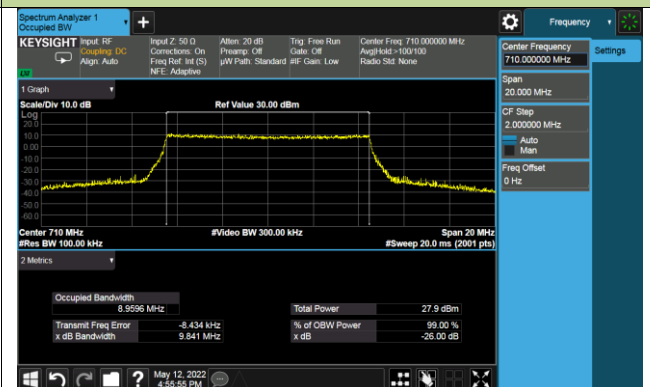 Spectrum Analyzer 1
Occupied BW
Frequency
KEYSIGHT
Input: RF
Coupling: DC
Align: Auto
Input Z: 50 Ω
Corrections: On
Freq Ref: Int (S)
NFE: Adaptive
Atten: 20 dB
Preamp: Off
µW Path: Standard
Trig: Free Run
Gate: Off
#IF Gain: Low
Center Freq: 710.000000 MHz
Avg|Hold:>100/100
Radio Std: None
Center Frequency
710.000000 MHz
Settings
Span
20.000 MHz
CF Step
2.000000 MHz
Auto
Man
Freq Offset
0 Hz
1 Graph
Scale/Div 10.0 dB
Ref Value 30.00 dBm
Log
20.0
10.0
0.00
-10.0
-20.0
-30.0
-40.0
-50.0
-60.0
Center 710 MHz
#Video BW 300.00 kHz
Span 20 MHz
#Res BW 100.00 kHz
#Sweep 20.0 ms (2001 pts)
2 Metrics
Occupied Bandwidth
8.9596 MHz
Total Power
27.9 dBm
Transmit Freq Error
-8.434 kHz
% of OBW Power
99.00 %
x dB Bandwidth
9.841 MHz
x dB
-26.00 dB
May 12, 2022
4:55:55 PM